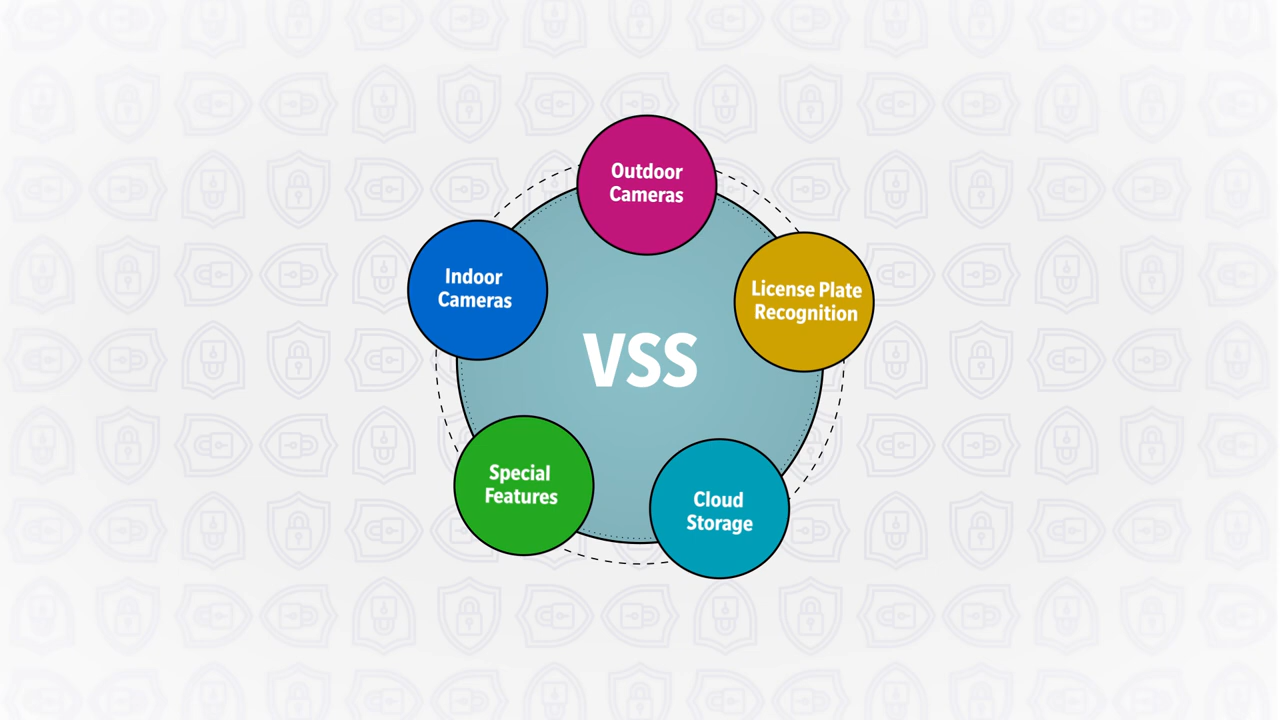 Outdoor
Cameras
Indoor
Cameras
License Plate
Recognition
VSS
Special
Features
Cloud
Storage